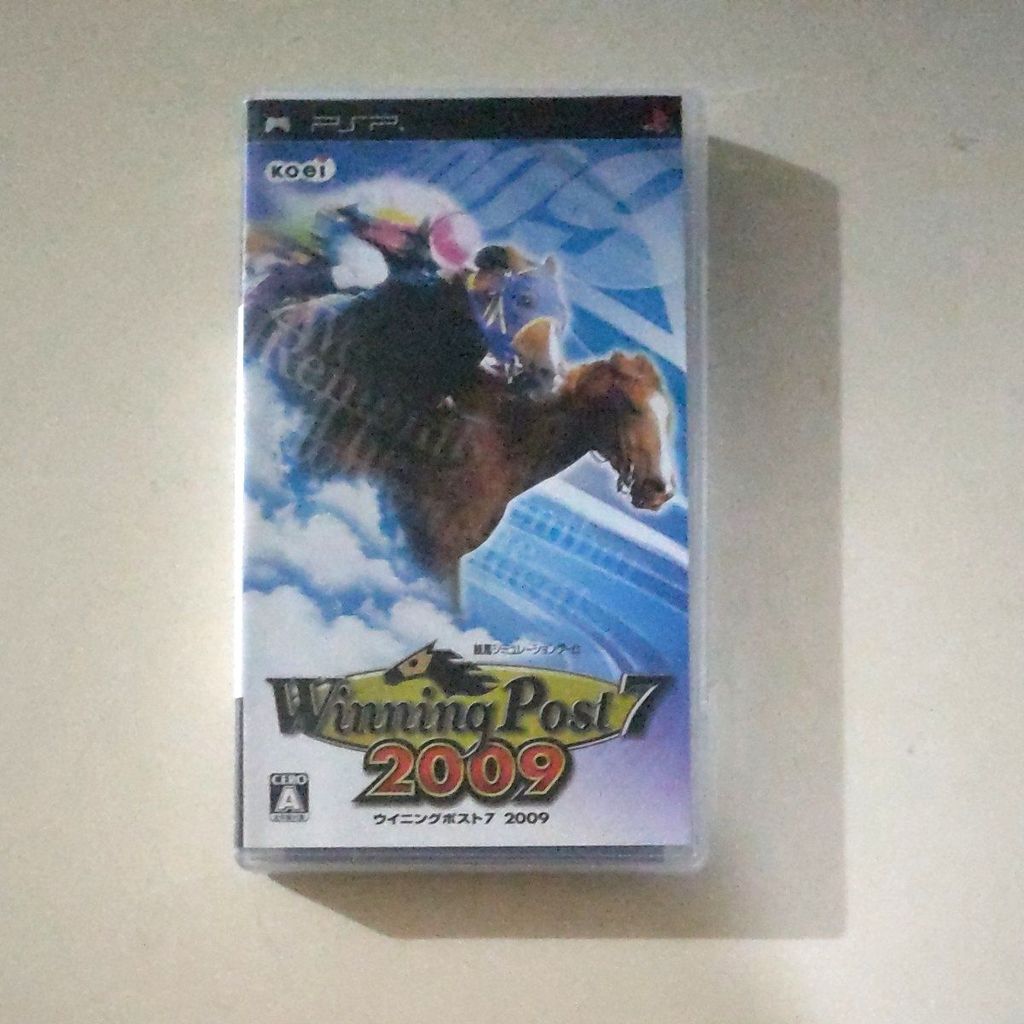 PSP
KOEI
競馬シミュレーションゲーム
Winning Post 7
2009
CERO
A
ウイニングポスト7 2009